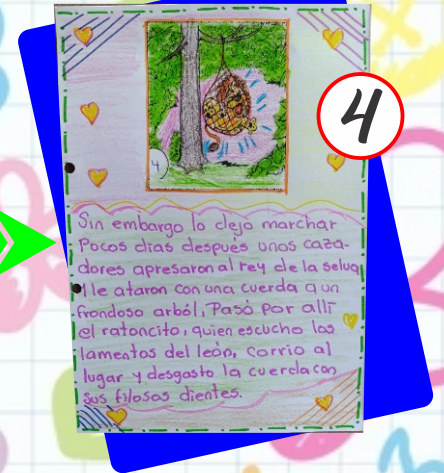 4
4
Sin embargo lo dejo marchar
Pocos dias después unos caza-
dores apresaron al rey de la selva
y le ataron con una cuerda a un
frondoso arból, Pasó por allí
el ratoncito, quien escucho los
lamentos del león, corrio al
lugar y desgasto la cuerda con
sus filosos dientes.